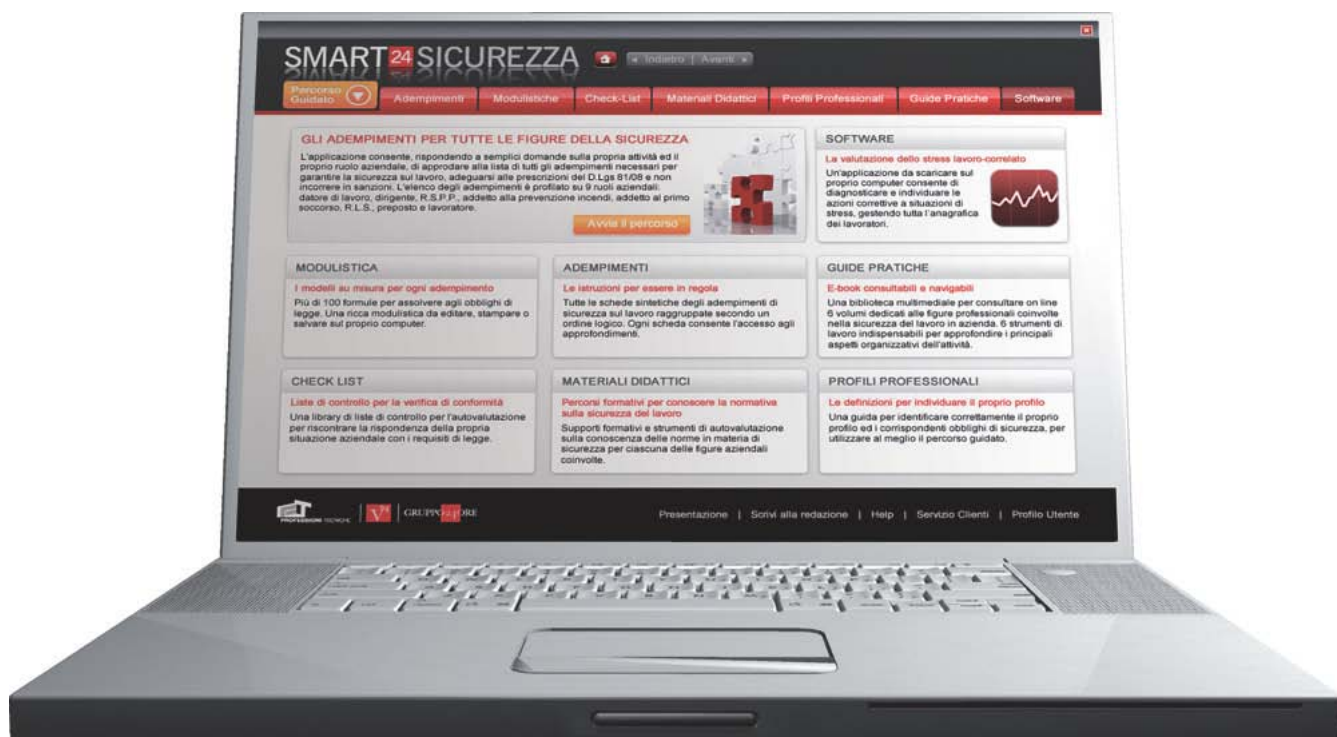 SMART 24 SICUREZZA
Indietro | Avanti
Percorso
Guidato
Adempimenti
Modulistiche
Check-List
Materiali Didattici
Profili Professionali
Guide Pratiche
Software
GLI ADEMPIMENTI PER TUTTE LE FIGURE DELLA SICUREZZA
L'applicazione consente, rispondendo a semplici domande sulla propria attività ed il
proprio ruolo aziendale, di approdare alla lista di tutti gli adempimenti necessari per
garantire la sicurezza sul lavoro, adeguarsi alle prescrizioni del D.Lgs 81/08 e non
incorrere in sanzioni. L'elenco degli adempimenti è profilato su 9 ruoli aziendali:
datore di lavoro, dirigente, R.S.P.P., addetto alla prevenzione incendi, addetto al primo
soccorso, R.L.S., preposto e lavoratore.
Avvie il percorso
SOFTWARE
La valutazione dello stress lavoro-correlato
Un'applicazione da scaricare sul
proprio computer consente di
diagnosticare e individuare le
azioni correttive a situazioni di
stress, gestendo tutta l'anagrafica
dei lavoratori.
MODULISTICA
I modelli su misura per ogni adempimento
Più di 100 formule per assolvere agli obblighi di
legge. Una ricca modulistica da editare, stampare o
salvare sul proprio computer.
ADEMPIMENTI
Le istruzioni per essere in regola
Tutte le schede sintetiche degli adempimenti di
sicurezza sul lavoro raggruppate secondo un
ordine logico. Ogni scheda consente l'accesso agli
approfondimenti.
GUIDE PRATICHE
E-book consultabili e navigabili
Una biblioteca multimediale per consultare on line
6 volumi dedicati alle figure professionali coinvolte
nella sicurezza del lavoro in azienda. 6 strumenti di
lavoro indispensabili per approfondire i principali
aspetti organizzativi dell'attività.
CHECK LIST
Liste di controllo per la verifica di conformità
Una library di liste di controllo per l'autovalutazione
per riscontrare la rispondenza della propria
situazione aziendale con i requisiti di legge.
MATERIALI DIDATTICI
Percorsi formativi per conoscere la normativa
sulla sicurezza del lavoro
Supporti formativi e strumenti di autovalutazione
sulla conoscenza delle norme in materia di
sicurezza per ciascuna delle figure aziendali
coinvolte.
PROFILI PROFESSIONALI
Le definizioni per individuare il proprio profilo
Una guida per identificare correttamente il proprio
profilo ed i corrispondenti obblighi di sicurezza, per
utilizzare al meglio il percorso guidato.
PROFESSIONI TECNICHE
GRUPPO 24 ORE
Presentazione | Scrivi alla redazione | Help | Servizio Clienti | Profilo Utente